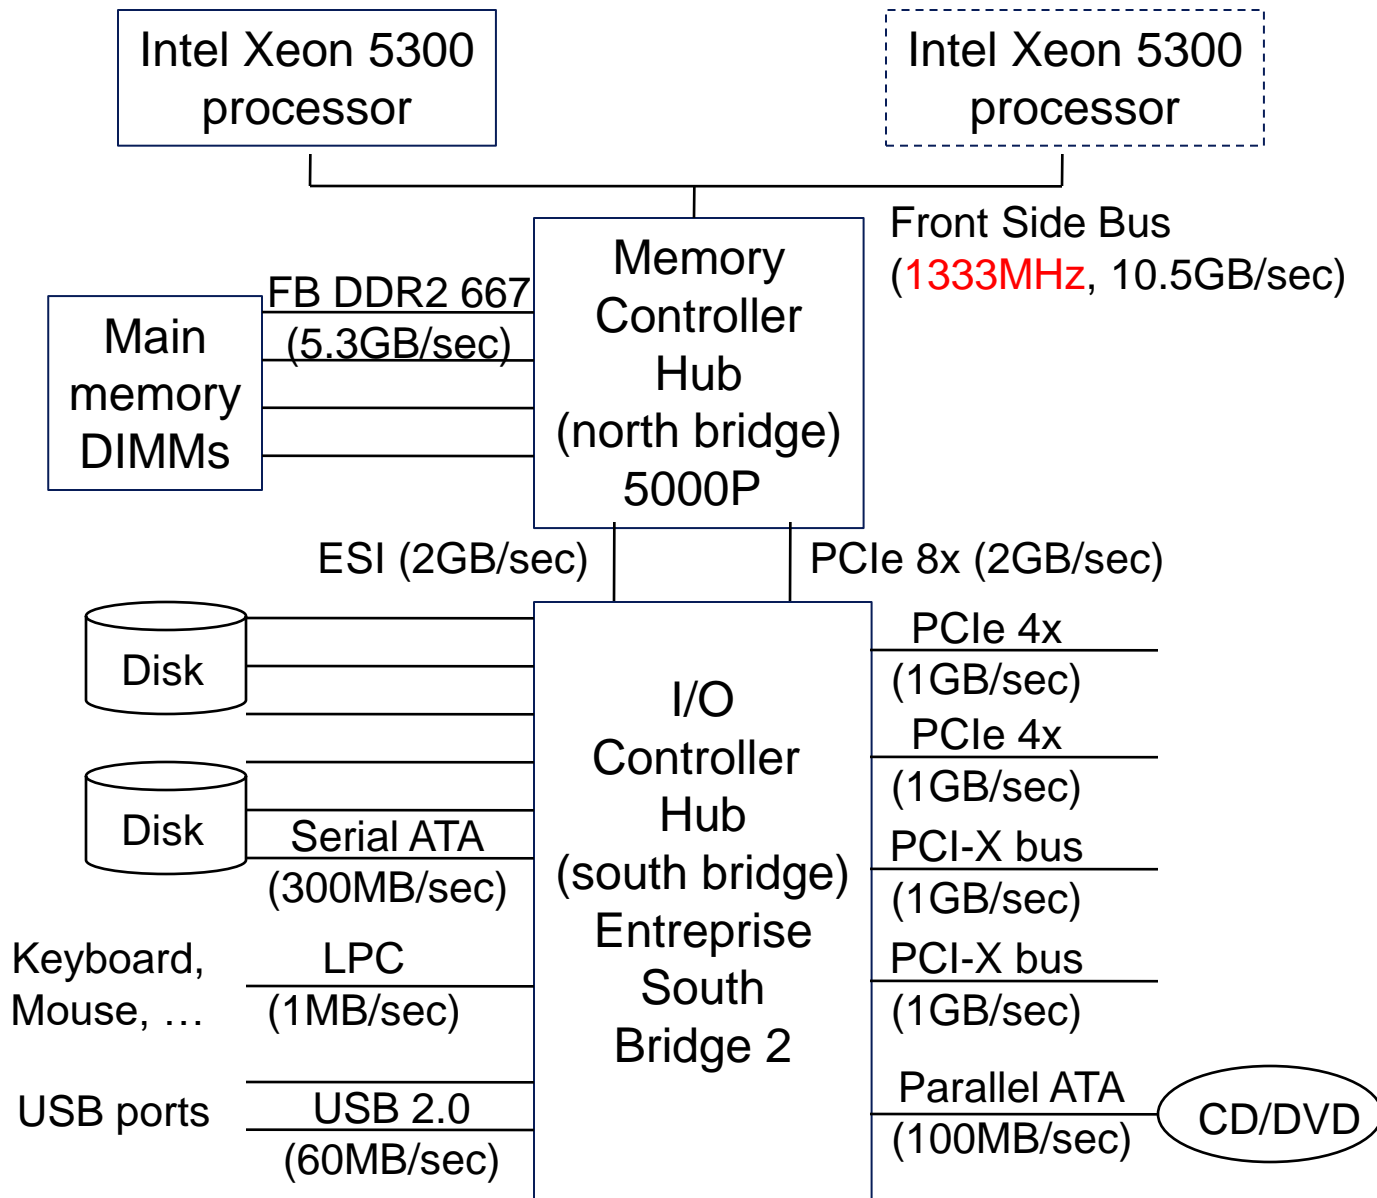 Intel Xeon 5300
processor
Intel Xeon 5300
processor
Front Side Bus
(1333MHz, 10.5GB/sec)
Memory
Controller
Hub
(north bridge)
5000P
FB DDR2 667
(5.3GB/sec)
Main
memory
DIMMs
ESI (2GB/sec)
PCIe 8x (2GB/sec)
Disk
Disk
Serial ATA
(300MB/sec)
Keyboard,
Mouse, …
LPC
(1MB/sec)
USB ports
USB 2.0
(60MB/sec)
I/O
Controller
Hub
(south bridge)
Entreprise
South
Bridge 2
PCIe 4x
(1GB/sec)
PCIe 4x
(1GB/sec)
PCI-X bus
(1GB/sec)
PCI-X bus
(1GB/sec)
Parallel ATA
(100MB/sec)
CD/DVD